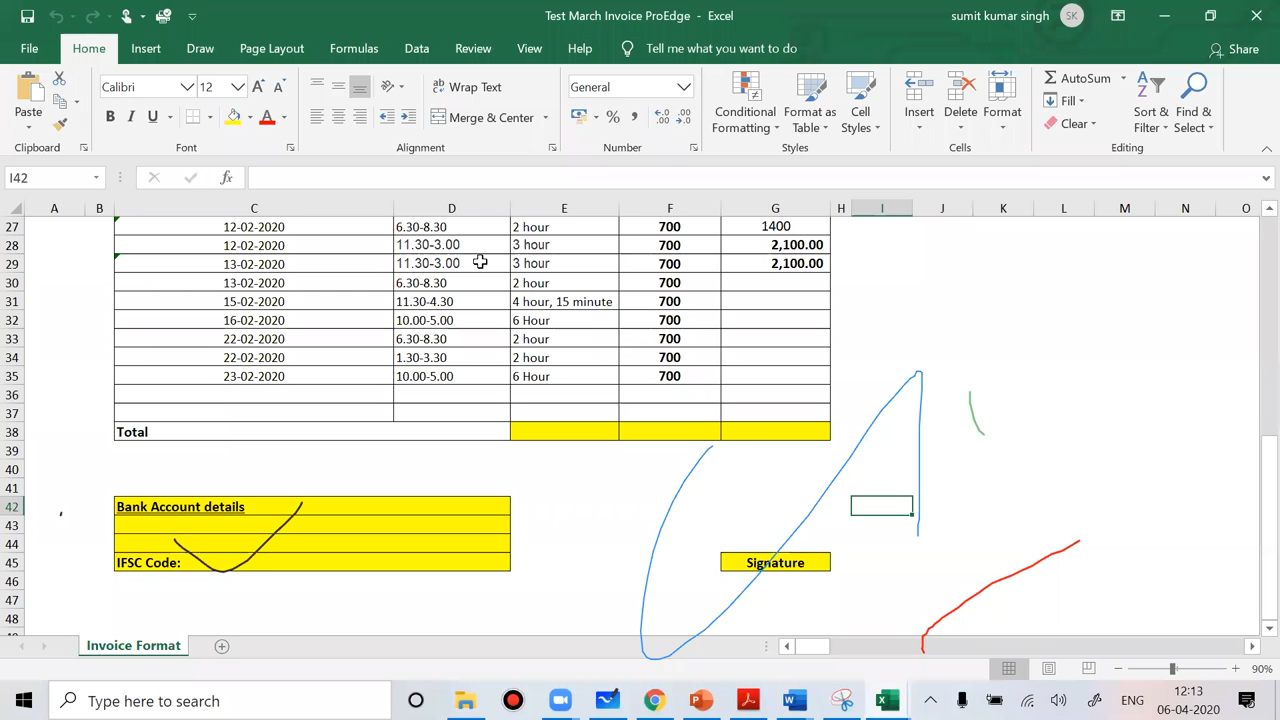 Test March Invoice ProEdge - Excel
sumit kumar singh SK
File Home Insert Draw Page Layout Formulas Data Review View Help Tell me what you want to do Share
Paste
Clipboard
Calibri 12
B I U
Font
Wrap Text
Merge & Center
Alignment
General
Number
Conditional Formatting
Format as Table
Cell Styles
Styles
Insert
Delete
Format
Cells
AutoSum
Fill
Clear
Sort & Filter
Find & Select
Editing
I42
A B C D E F G H I J K L M N O
27 12-02-2020 6.30-8.30 2 hour 700 1400
28 12-02-2020 11.30-3.00 3 hour 700 2,100.00
29 13-02-2020 11.30-3.00 3 hour 700 2,100.00
30 13-02-2020 6.30-8.30 2 hour 700
31 15-02-2020 11.30-4.30 4 hour, 15 minute 700
32 16-02-2020 10.00-5.00 6 Hour 700
33 22-02-2020 6.30-8.30 2 hour 700
34 22-02-2020 1.30-3.30 2 hour 700
35 23-02-2020 10.00-5.00 6 Hour 700
36
37
38 Total
39
40
41
42 Bank Account details
43
44
45 IFSC Code: Signature
46
47
48
Invoice Format
90%
Type here to search
ENG
12:13
06-04-2020